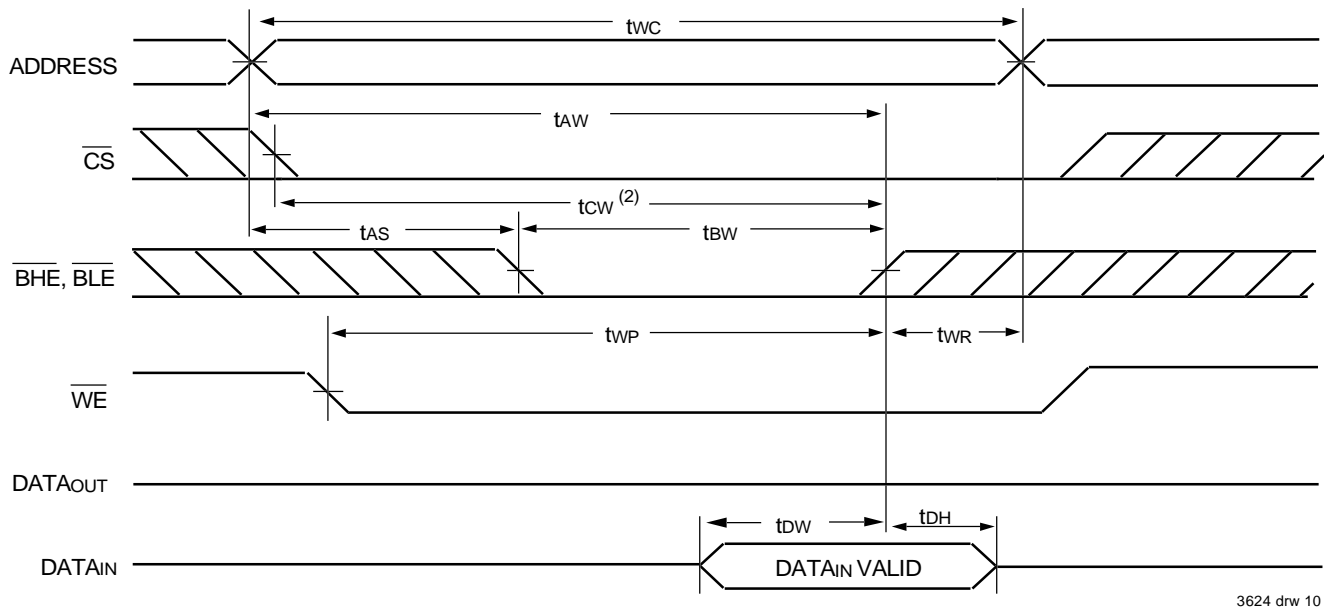 tWC
ADDRESS
tAW
CS
tCW (2)
tAS
tBW
BHE, BLE
tWP
tWR
WE
DATAOUT
tDW
tDH
DATAIN
DATAIN VALID
3624 drw 10